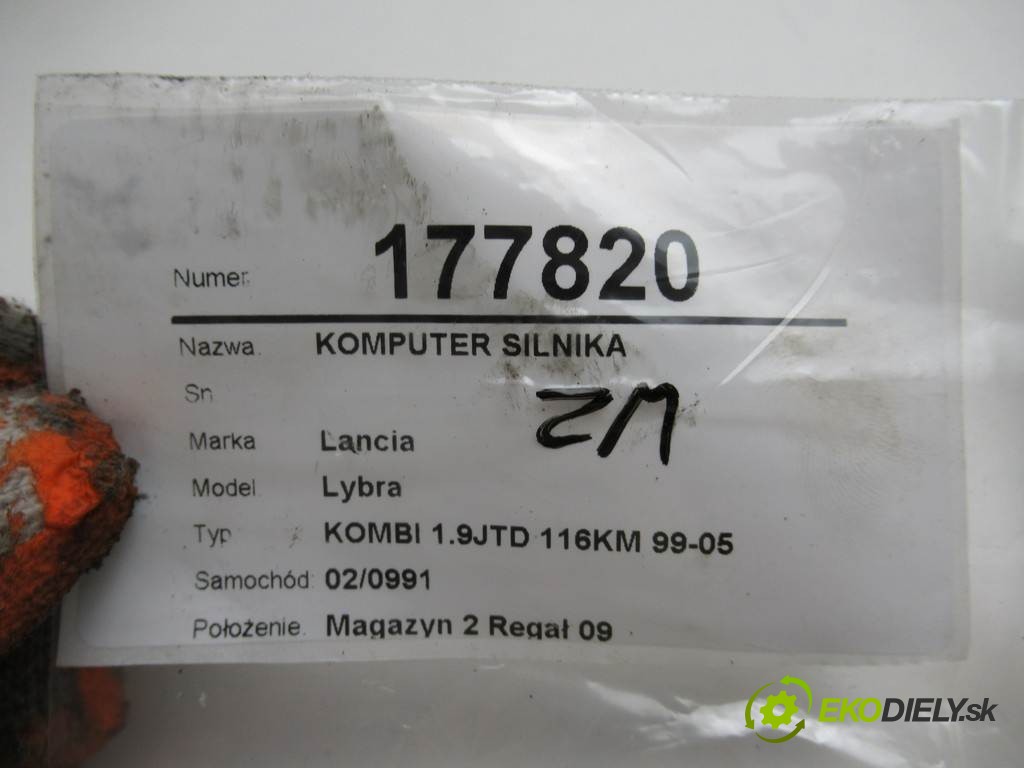 Numer. 177820
Nazwa. KOMPUTER SILNIKA
Sn
ZM
Marka Lancia
Model Lybra
Typ KOMBI 1.9JTD 116KM 99-05
Samochód: 02/0991
Położenie. Magazyn 2 Regał 09
EKODIELY.sk